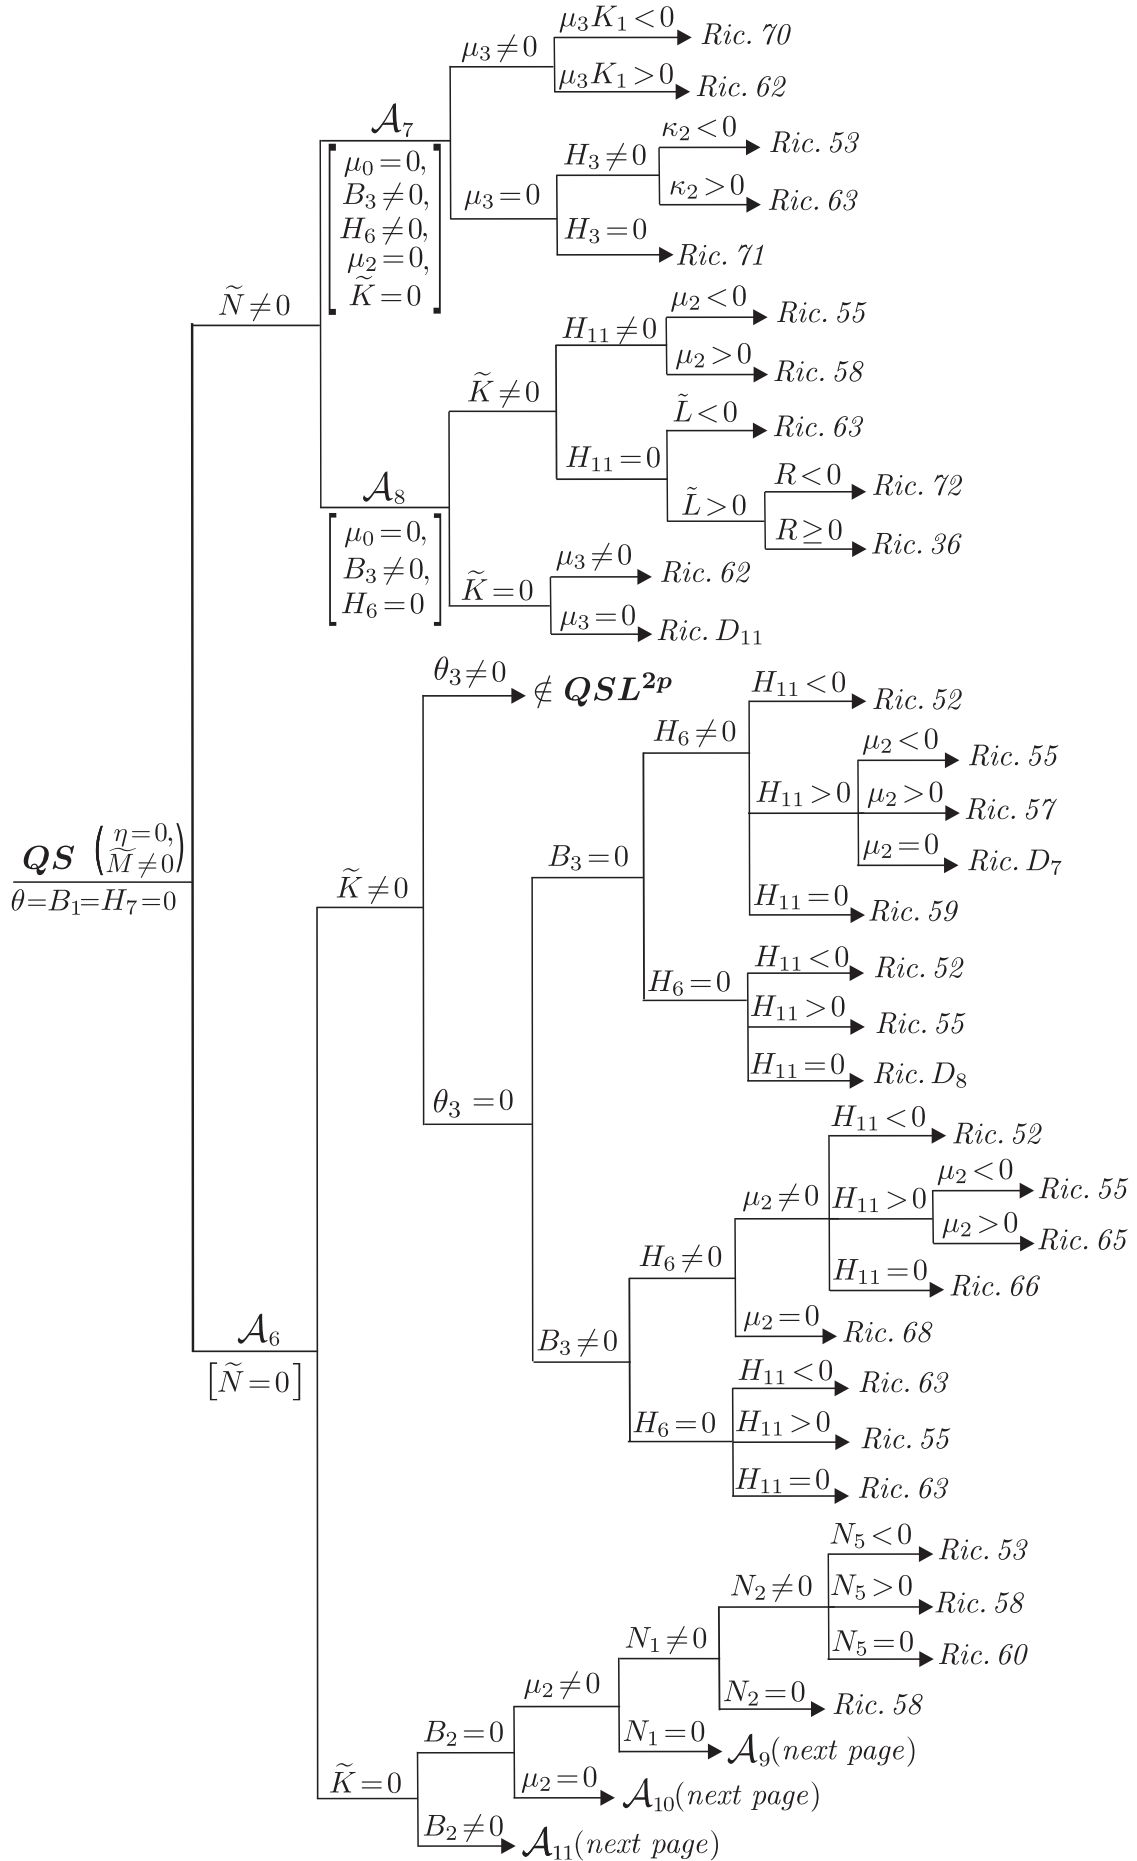 μ₃K₁<0 Ric. 70
μ₃≠0
μ₃K₁>0 Ric. 62
𝒜₇
κ₂<0 Ric. 53
H₃≠0
κ₂>0 Ric. 63
μ₃=0
H₃=0 Ric. 71
[μ₀=0,
B₃≠0,
H₆≠0,
μ₂=0,
K̃=0]
Ñ≠0
μ₂<0 Ric. 55
H₁₁≠0
μ₂>0 Ric. 58
K̃≠0
L̃<0 Ric. 63
H₁₁=0
R<0 Ric. 72
L̃>0
R≥0 Ric. 36
𝒜₈
[μ₀=0,
B₃≠0,
H₆=0]
μ₃≠0 Ric. 62
K̃=0
μ₃=0 Ric. D₁₁
θ₃≠0 ∉ QSL²ᵖ
H₁₁<0 Ric. 52
H₆≠0
μ₂<0 Ric. 55
H₁₁>0 μ₂>0 Ric. 57
μ₂=0 Ric. D₇
H₁₁=0 Ric. 59
B₃=0
QS (η=0,
M̃≠0)
θ=B₁=H₇=0
K̃≠0
H₁₁<0 Ric. 52
H₆=0
H₁₁>0 Ric. 55
H₁₁=0 Ric. D₈
θ₃ =0
H₁₁<0 Ric. 52
μ₂<0 Ric. 55
μ₂≠0 H₁₁>0
μ₂>0 Ric. 65
H₆≠0
H₁₁=0 Ric. 66
μ₂=0 Ric. 68
B₃≠0
𝒜₆
[Ñ=0]
H₁₁<0 Ric. 63
H₆=0 H₁₁>0 Ric. 55
H₁₁=0 Ric. 63
N₅<0 Ric. 53
N₂≠0 N₅>0 Ric. 58
N₅=0 Ric. 60
N₁≠0
N₂=0 Ric. 58
μ₂≠0
N₁=0 𝒜₉(next page)
B₂=0
μ₂=0 𝒜₁₀(next page)
K̃=0
B₂≠0 𝒜₁₁(next page)